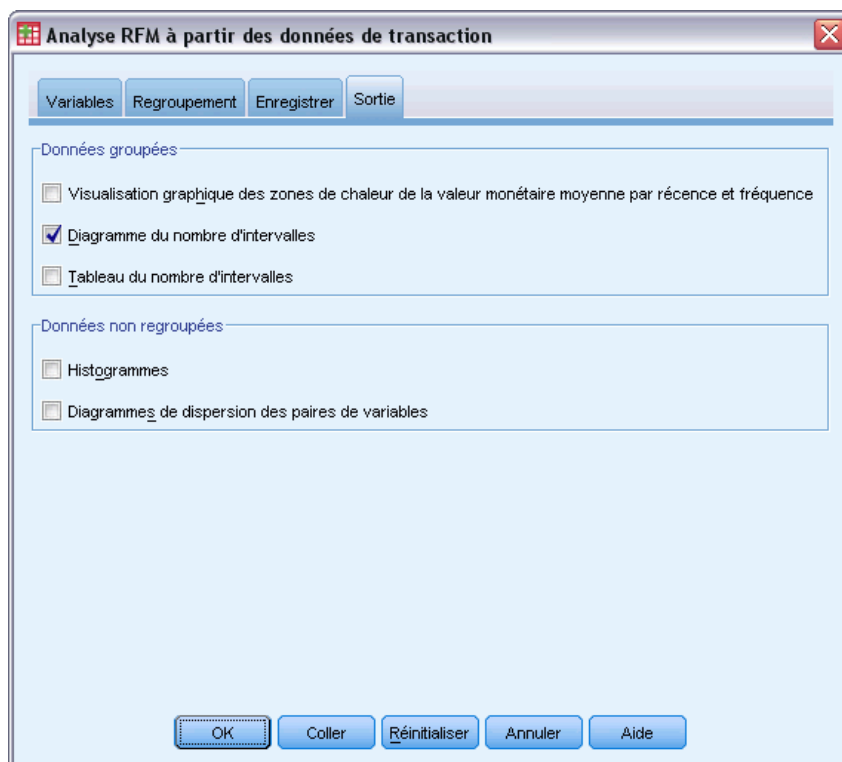 Analyse RFM à partir des données de transaction
Variables Regroupement Enregistrer Sortie
Données groupées
Visualisation graphique des zones de chaleur de la valeur monétaire moyenne par récence et fréquence
Diagramme du nombre d'intervalles
Tableau du nombre d'intervalles
Données non regroupées
Histogrammes
Diagrammes de dispersion des paires de variables
OK Coller Réinitialiser Annuler Aide